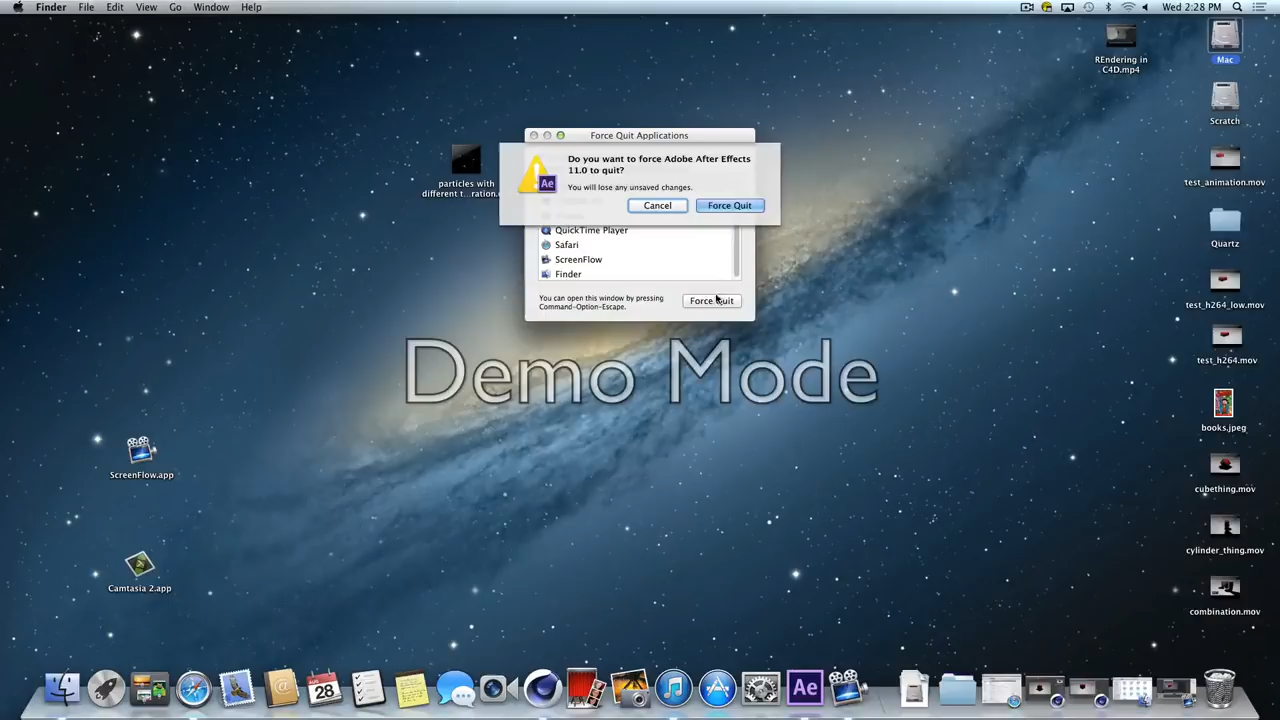 Finder File Edit View Go Window Help Wed 2:28 PM
REndering in
C4D.mp4
Mac
Scratch
Force Quit Applications
Do you want to force Adobe After Effects
11.0 to quit?
You will lose any unsaved changes.
Cancel Force Quit
particles with
different t...ration.
test_animation.mov
QuickTime Player
Safari
ScreenFlow
Finder
Quartz
You can open this window by pressing
Command-Option-Escape.
Force Quit
test_h264_low.mov
Demo Mode
test_h264.mov
books.jpeg
ScreenFlow.app
cubething.mov
cylinder_thing.mov
Camtasia 2.app
combination.mov
AUG
28
Ae
Ae